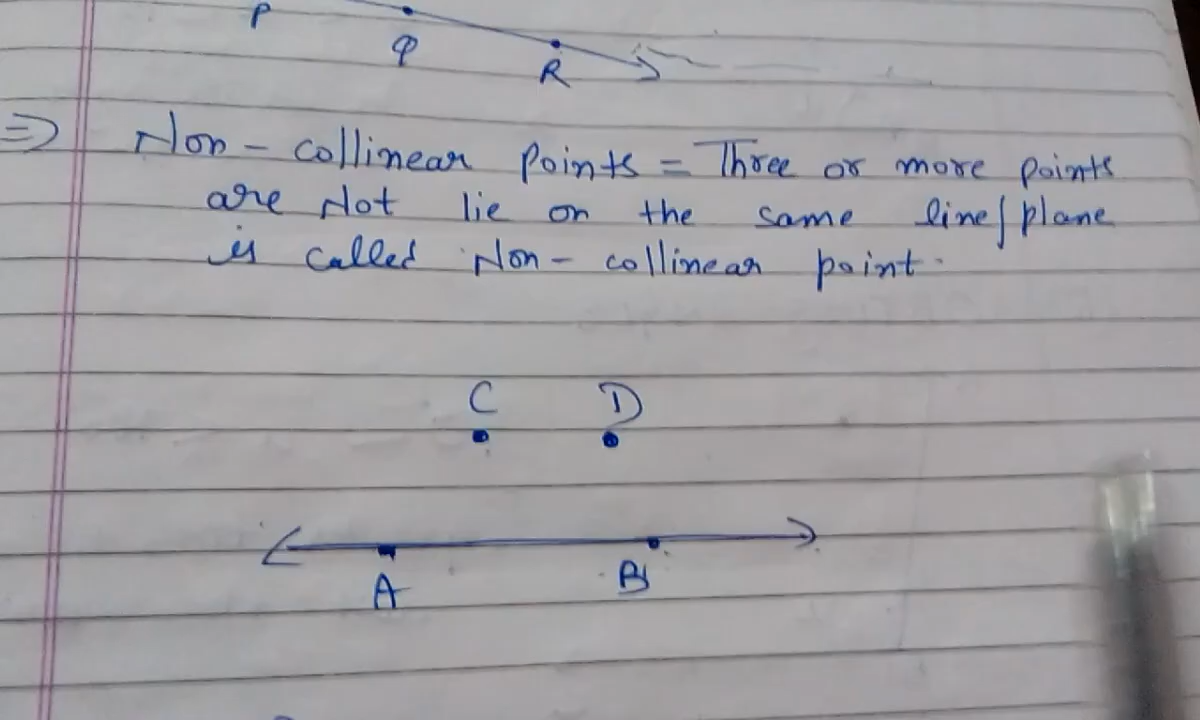 P
Q
R
⇒ Non - collinear points = Three or more points
are Not lie on the same line/plane
is called Non - collinear point.
C D
A B